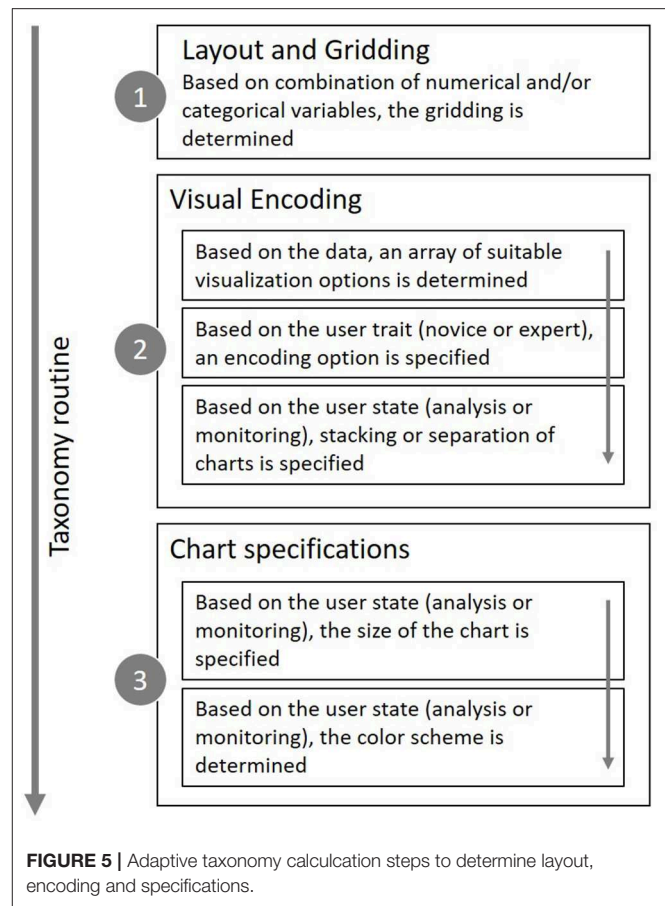 Taxonomy routine
1
Layout and Gridding
Based on combination of numerical and/or
categorical variables, the gridding is
determined
2
Visual Encoding
Based on the data, an array of suitable
visualization options is determined
Based on the user trait (novice or expert),
an encoding option is specified
Based on the user state (analysis or
monitoring), stacking or separation of
charts is specified
3
Chart specifications
Based on the user state (analysis or
monitoring), the size of the chart is
specified
Based on the user state (analysis or
monitoring), the color scheme is
determined
FIGURE 5 | Adaptive taxonomy calculcation steps to determine layout,
encoding and specifications.